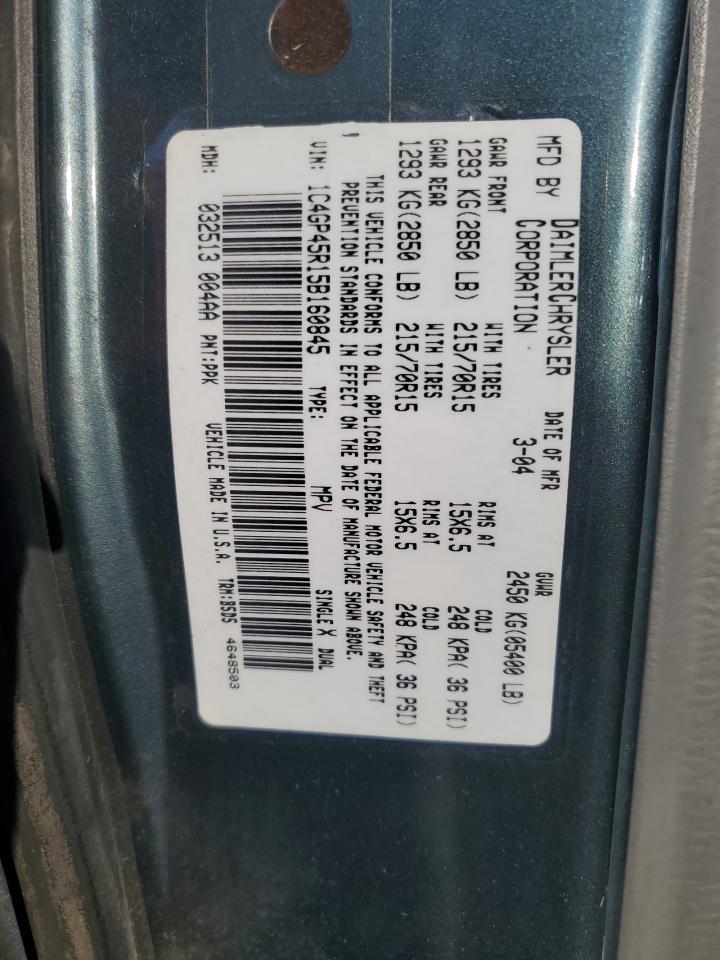 MFD BY DAIMLERCHRYSLER CORPORATION DATE OF MFR 3-04 GVWR 2450 KG(05400 LB)
GAWR FRONT WITH TIRES RIMS AT COLD
1293 KG(2850 LB) 215/70R15 15X6.5 248 KPA( 36 PSI)
GAWR REAR WITH TIRES RIMS AT COLD
1293 KG(2850 LB) 215/70R15 15X6.5 248 KPA( 36 PSI)
THIS VEHICLE CONFORMS TO ALL APPLICABLE FEDERAL MOTOR VEHICLE SAFETY AND THEFT
PREVENTION STANDARDS IN EFFECT ON THE DATE OF MANUFACTURE SHOWN ABOVE.
VIN: 1C4GP45R15B160845 TYPE: MPV SINGLE X DUAL
MDH: 032513 004AA PNT:PPK VEHICLE MADE IN U.S.A. TRM:BSD5
4648503